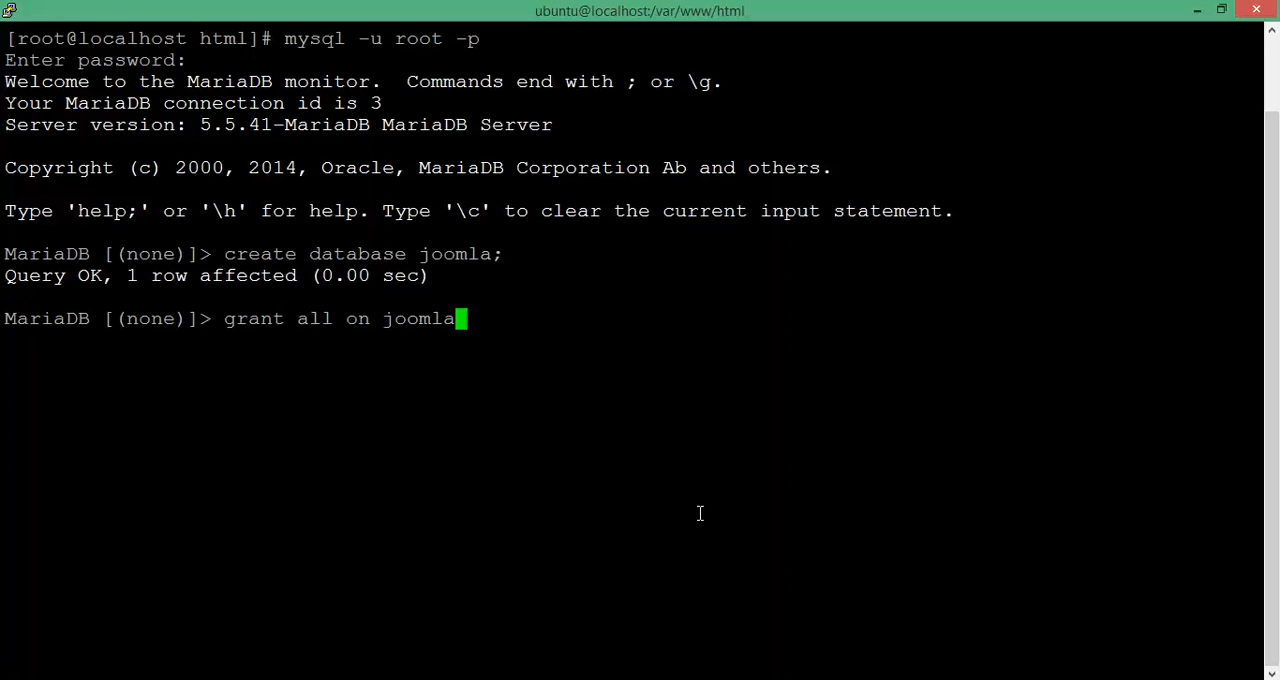 ubuntu@localhost:/var/www/html
[root@localhost html]# mysql -u root -p
Enter password:
Welcome to the MariaDB monitor.  Commands end with ; or \g.
Your MariaDB connection id is 3
Server version: 5.5.41-MariaDB MariaDB Server
Copyright (c) 2000, 2014, Oracle, MariaDB Corporation Ab and others.
Type 'help;' or '\h' for help. Type '\c' to clear the current input statement.
MariaDB [(none)]> create database joomla;
Query OK, 1 row affected (0.00 sec)
MariaDB [(none)]> grant all on joomla